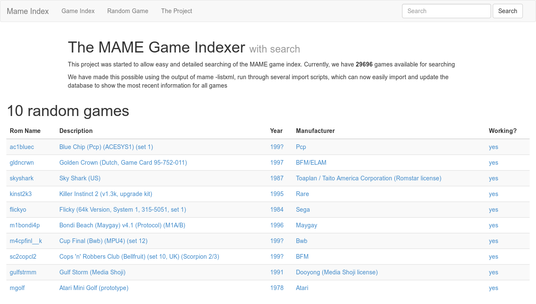 Mame Index Game Index Random Game The Project Search Search
The MAME Game Indexer with search
This project was started to allow easy and detailed searching of the MAME game index. Currently, we have 29696 games available for searching
We have made this possible using the output of mame -listxml, run through several import scripts, which can now easily import and update the
database to show the most recent information for all games
10 random games
Rom Name Description Year Manufacturer Working?
ac1bluec Blue Chip (Pcp) (ACESYS1) (set 1) 199? Pcp yes
gldncrwn Golden Crown (Dutch, Game Card 95-752-011) 1997 BFM/ELAM yes
skyshark Sky Shark (US) 1987 Toaplan / Taito America Corporation (Romstar license) yes
kinst2k3 Killer Instinct 2 (v1.3k, upgrade kit) 1995 Rare yes
flickyo Flicky (64k Version, System 1, 315-5051, set 1) 1984 Sega yes
m1bondi4p Bondi Beach (Maygay) v4.1 (Protocol) (M1A/B) 1996 Maygay yes
m4cpfinl__k Cup Final (Bwb) (MPU4) (set 12) 199? Bwb yes
sc2copcl2 Cops 'n' Robbers Club (Bellfruit) (set 10, UK) (Scorpion 2/3) 199? BFM yes
gulfstrmm Gulf Storm (Media Shoji) 1991 Dooyong (Media Shoji license) yes
mgolf Atari Mini Golf (prototype) 1978 Atari yes